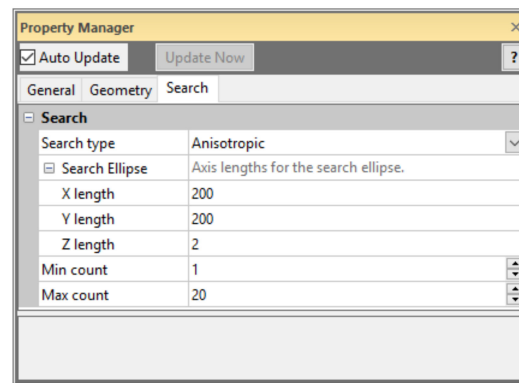 Property Manager
Auto Update Update Now ?
General Geometry Search
Search
Search type Anisotropic
Search Ellipse Axis lengths for the search ellipse.
X length 200
Y length 200
Z length 2
Min count 1
Max count 20